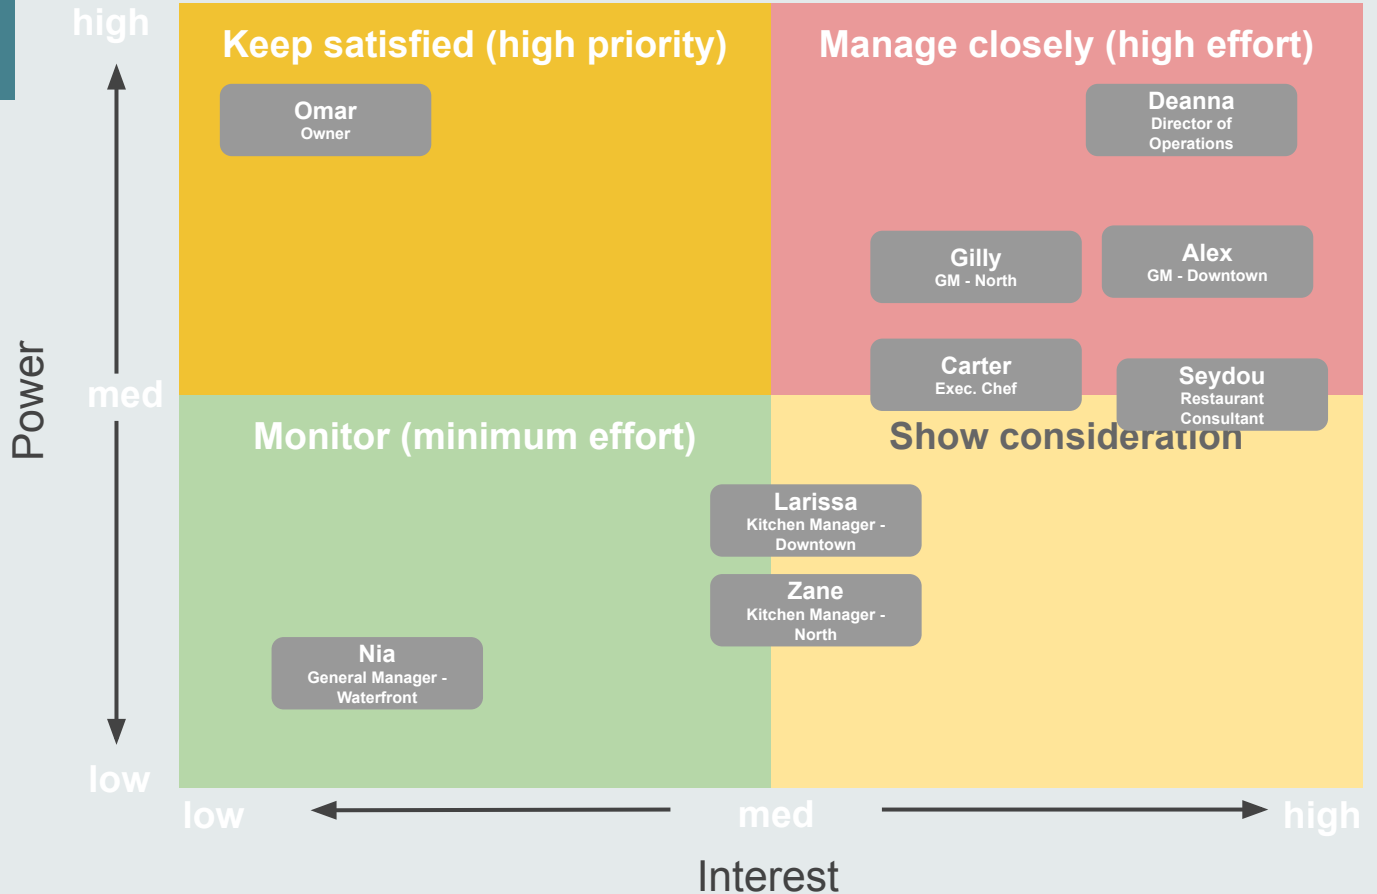 high
Keep satisfied (high priority)
Manage closely (high effort)
Omar
Owner
Deanna
Director of
Operations
Gilly
GM - North
Alex
GM - Downtown
Carter
Exec. Chef
Seydou
Restaurant
Consultant
Power
med
Monitor (minimum effort)
Show consideration
Larissa
Kitchen Manager -
Downtown
Zane
Kitchen Manager -
North
Nia
General Manager -
Waterfront
low
low
med
high
Interest